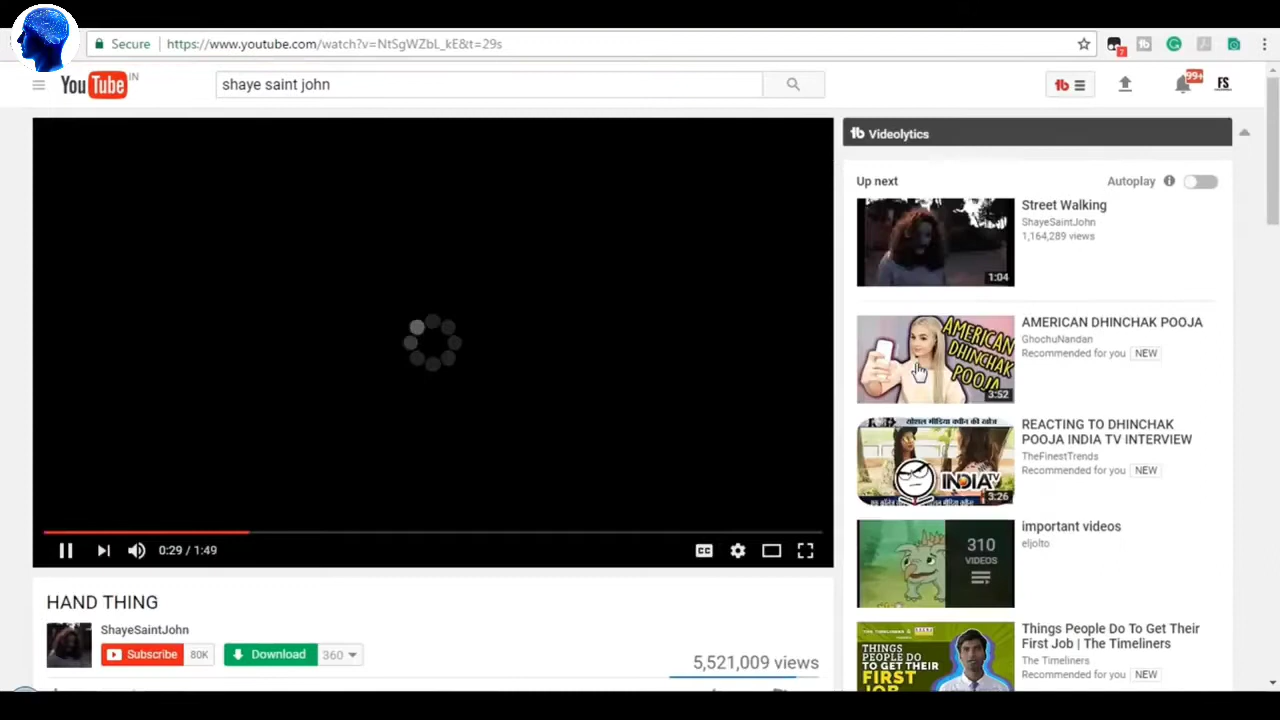 Secure
https://www.youtube.com/watch?v=NtSgWZbL_kE&t=29s
7
YouTube IN
shaye saint john
99+
FS
Videolytics
Up next
Autoplay
Street Walking
ShayeSaintJohn
1,164,289 views
1:04
AMERICAN DHINCHAK POOJA
GhochuNandan
Recommended for you NEW
AMERICAN
DHINCHAK
POOJA
3:52
REACTING TO DHINCHAK
POOJA INDIA TV INTERVIEW
TheFinestTrends
Recommended for you NEW
सोशल मीडिया क्वीन की खोज
INDIA TV
3:26
important videos
eljolto
310
VIDEOS
Things People Do To Get Their
First Job | The Timeliners
The Timeliners
Recommended for you NEW
THINGS
PEOPLE DO
TO GET THEIR
FIRST
JOB
0:29 / 1:49
CC
HAND THING
ShayeSaintJohn
Subscribe 80K
Download 360
5,521,009 views